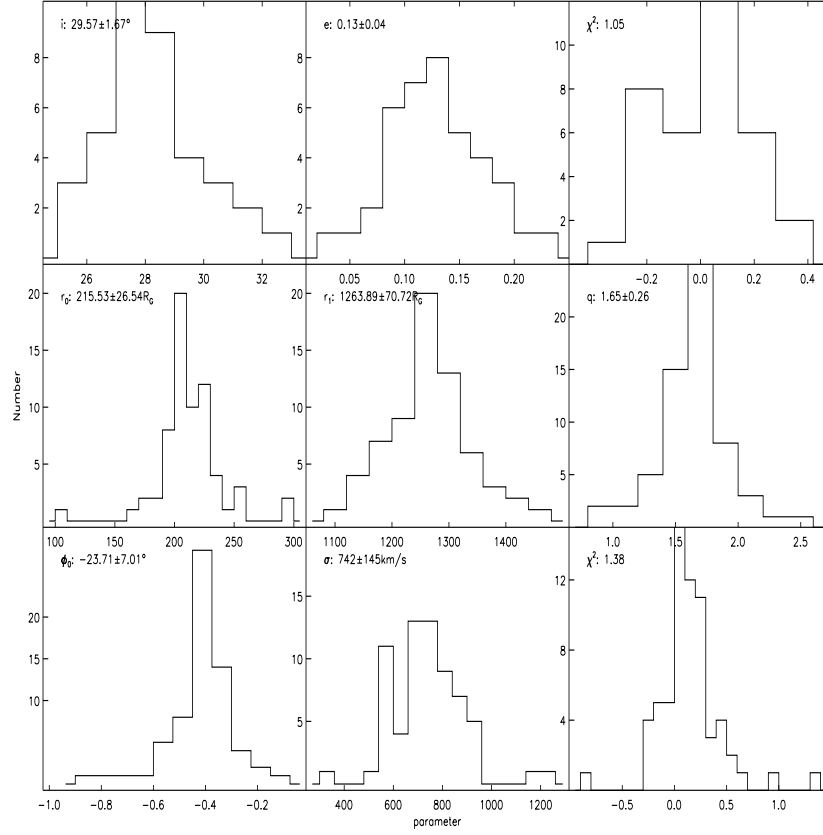 i: 29.57±1.67°
e: 0.13±0.04
χ²: 1.05
8
6
4
2
8
6
4
2
10
8
6
4
2
26 28 30 32
0.05 0.10 0.15 0.20
-0.2 0.0 0.2 0.4
r₀: 215.53±26.54R_G
r₁: 1263.89±70.72R_G
q: 1.65±0.26
Number
20
15
10
5
20
15
10
5
20
15
10
5
100 150 200 250 300
1100 1200 1300 1400
1.0 1.5 2.0 2.5
ϕ₀: -23.71±7.01°
σ: 742±145km/s
χ²: 1.38
20
15
10
15
10
5
12
8
4
-1.0 -0.8 -0.6 -0.4 -0.2
400 600 800 1000 1200
-0.5 0.0 0.5 1.0
parameter